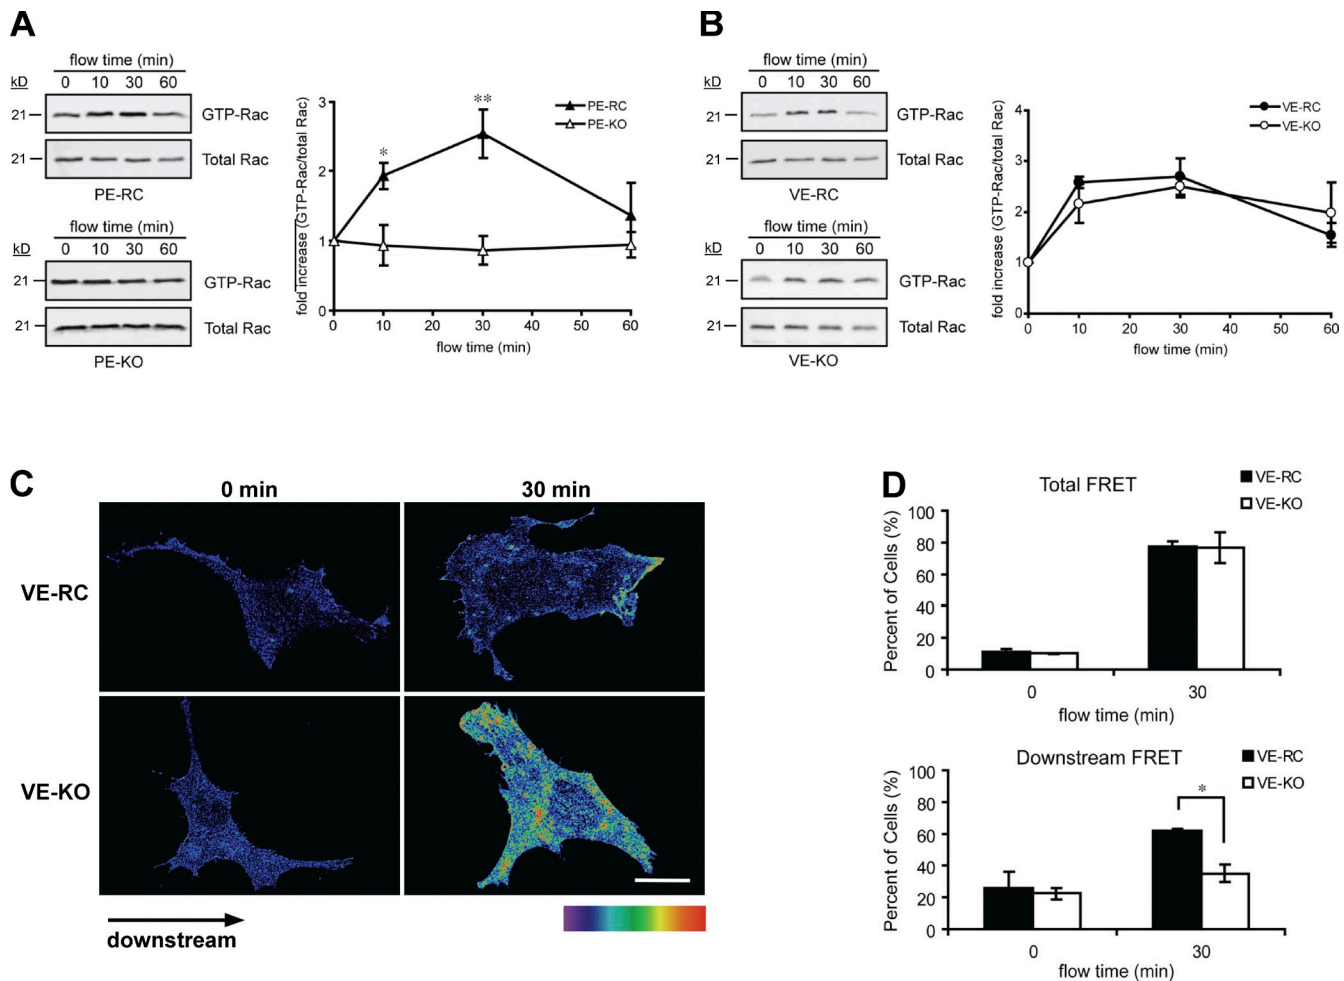 A
flow time (min)
kD
0 10 30 60
21
GTP-Rac
21
Total Rac
PE-RC
flow time (min)
kD
0 10 30 60
21
GTP-Rac
21
Total Rac
PE-KO
fold increase (GTP-Rac/total Rac)
3
2
1
0
* 
**
PE-RC
PE-KO
0 10 20 30 40 50 60
flow time (min)
B
flow time (min)
kD
0 10 30 60
21
GTP-Rac
21
Total Rac
VE-RC
flow time (min)
kD
0 10 30 60
21
GTP-Rac
21
Total Rac
VE-KO
fold increase (GTP-Rac/total Rac)
4
3
2
1
0
VE-RC
VE-KO
0 10 20 30 40 50 60
flow time (min)
C
0 min 30 min
VE-RC
VE-KO
downstream
D
Total FRET
VE-RC
VE-KO
Percent of Cells (%)
100
80
60
40
20
0
0 30
flow time (min)
Downstream FRET
VE-RC
VE-KO
Percent of Cells (%)
100
80
60
40
20
0
*
0 30
flow time (min)